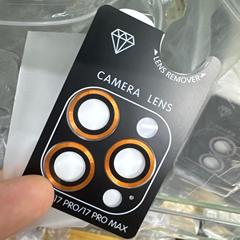 LENS REMOVER
CAMERA LENS
17 PRO/17 PRO MAX